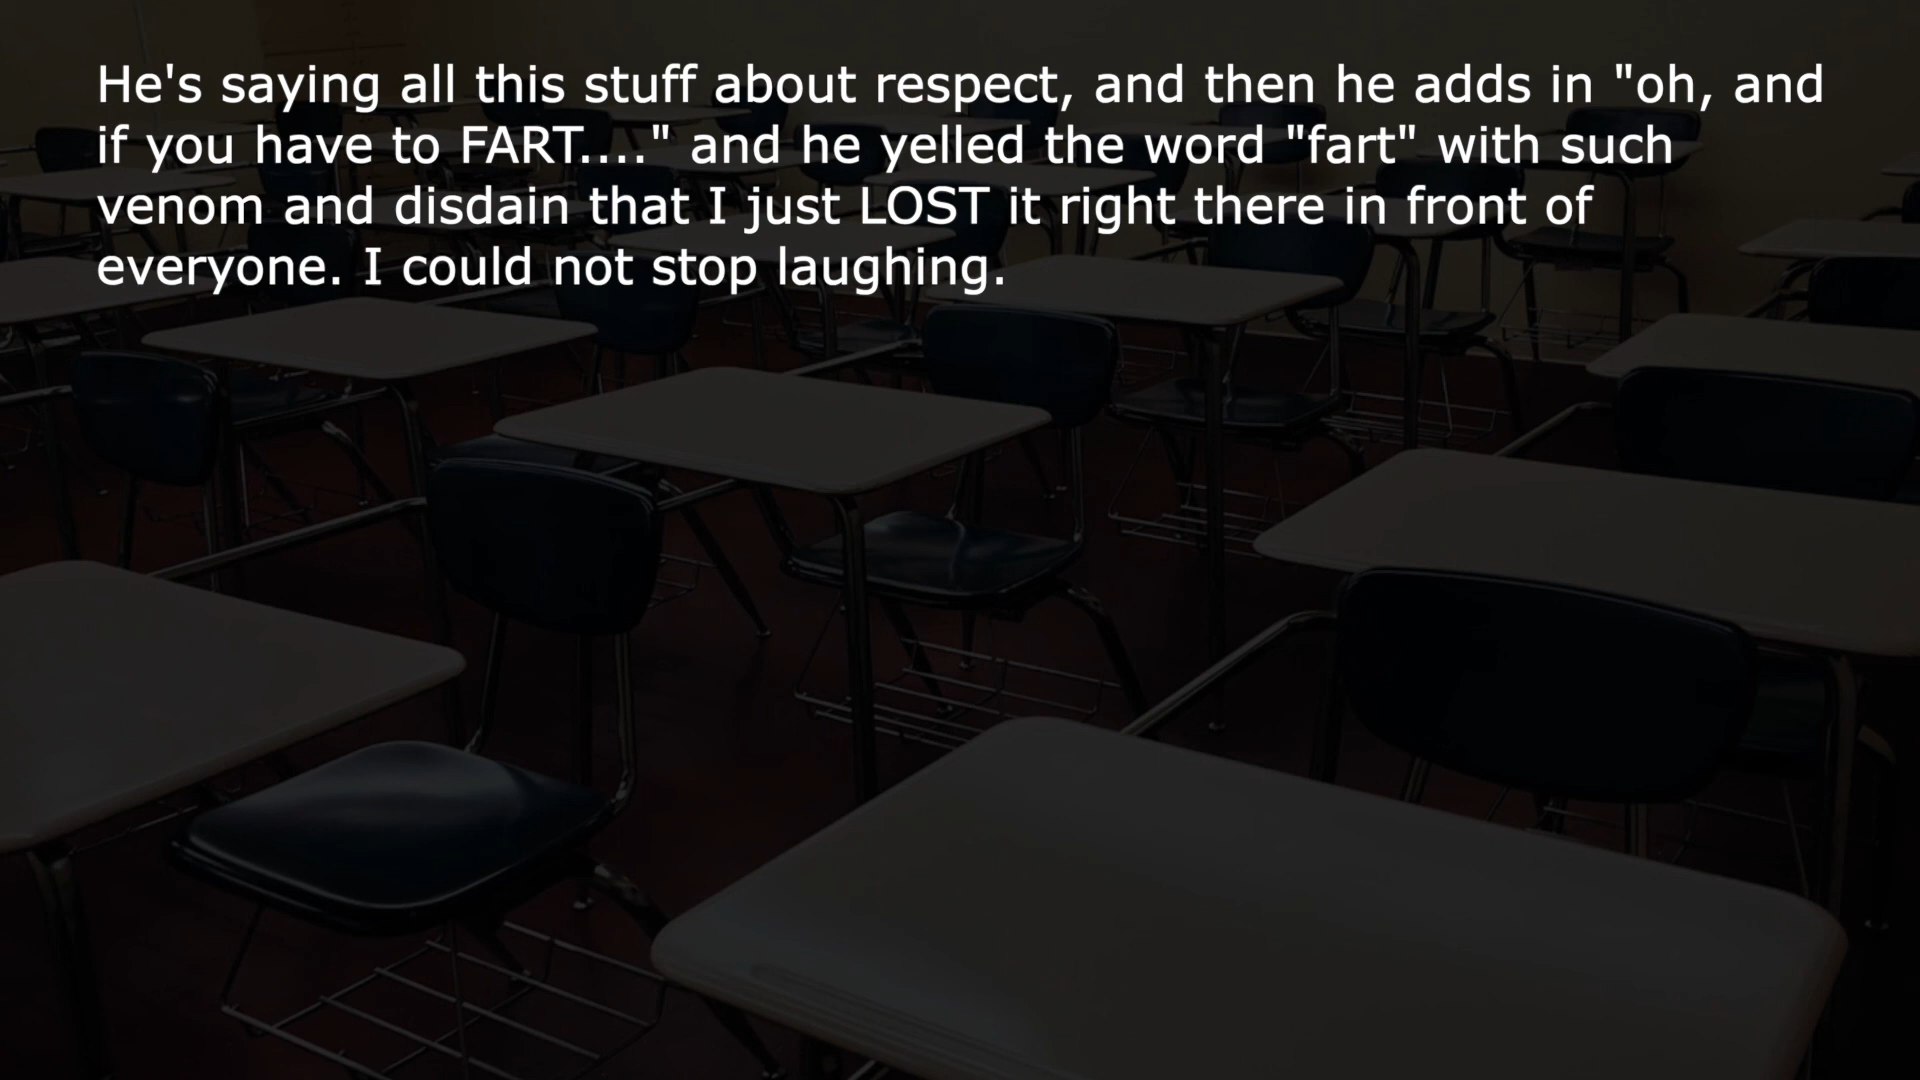 He's saying all this stuff about respect, and then he adds in "oh, and
if you have to FART...." and he yelled the word "fart" with such
venom and disdain that I just LOST it right there in front of
everyone. I could not stop laughing.